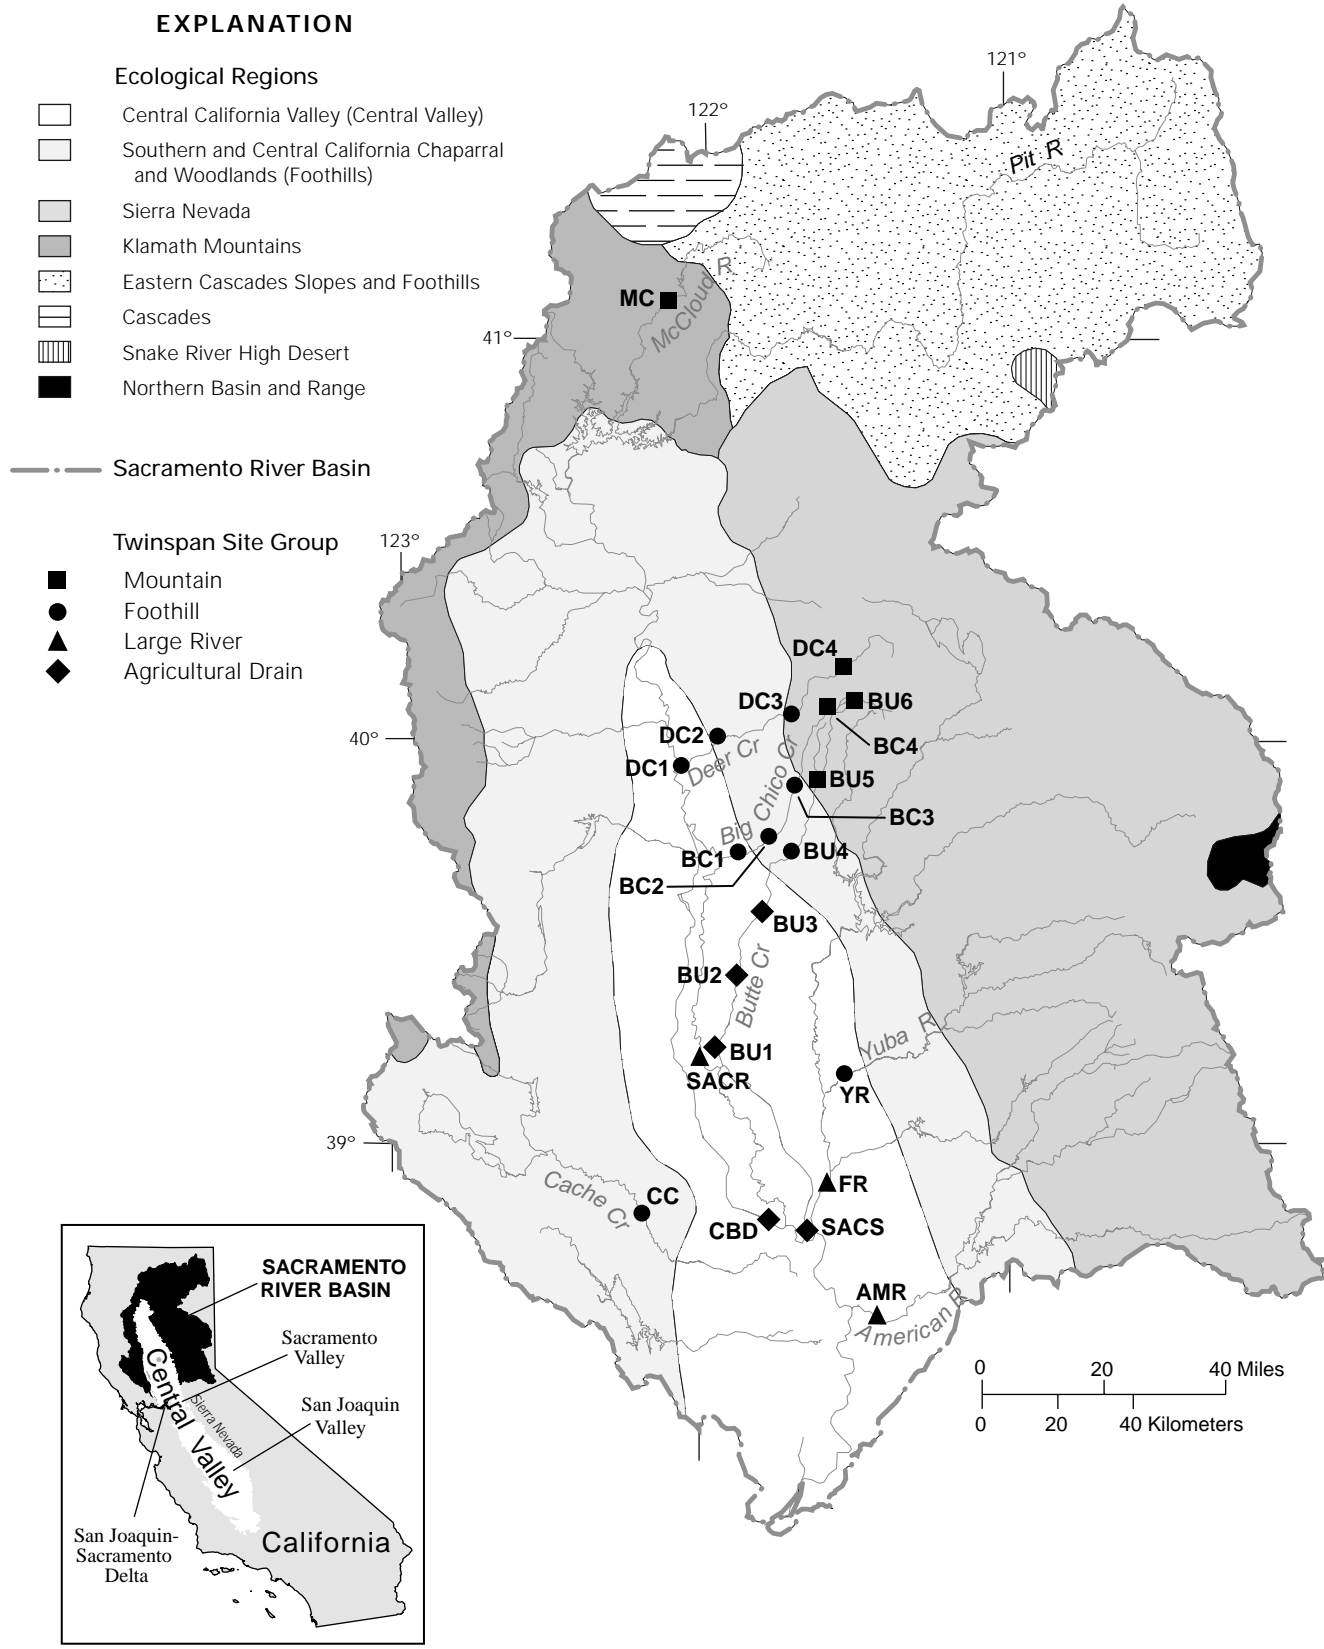 EXPLANATION
Ecological Regions
Central California Valley (Central Valley)
Southern and Central California Chaparral
and Woodlands (Foothills)
Sierra Nevada
Klamath Mountains
Eastern Cascades Slopes and Foothills
Cascades
Snake River High Desert
Northern Basin and Range
Sacramento River Basin
Twinspan Site Group
Mountain
Foothill
Large River
Agricultural Drain
121°
122°
Pit R
McCloud R
MC
41°
123°
DC4
DC3
BU6
DC2
BC4
40°
Deer Cr
DC1
BU5
Big Chico Cr
BC3
BC1
BU4
BC2
BU3
BU2
Butte Cr
BU1
Yuba R
SACR
YR
39°
Cache Cr
CC
FR
CBD
SACS
AMR
American R
0 20 40 Miles
0 20 40 Kilometers
SACRAMENTO
RIVER BASIN
Sacramento
Valley
Central Valley
Sierra Nevada
San Joaquin
Valley
San Joaquin-
Sacramento
Delta
California